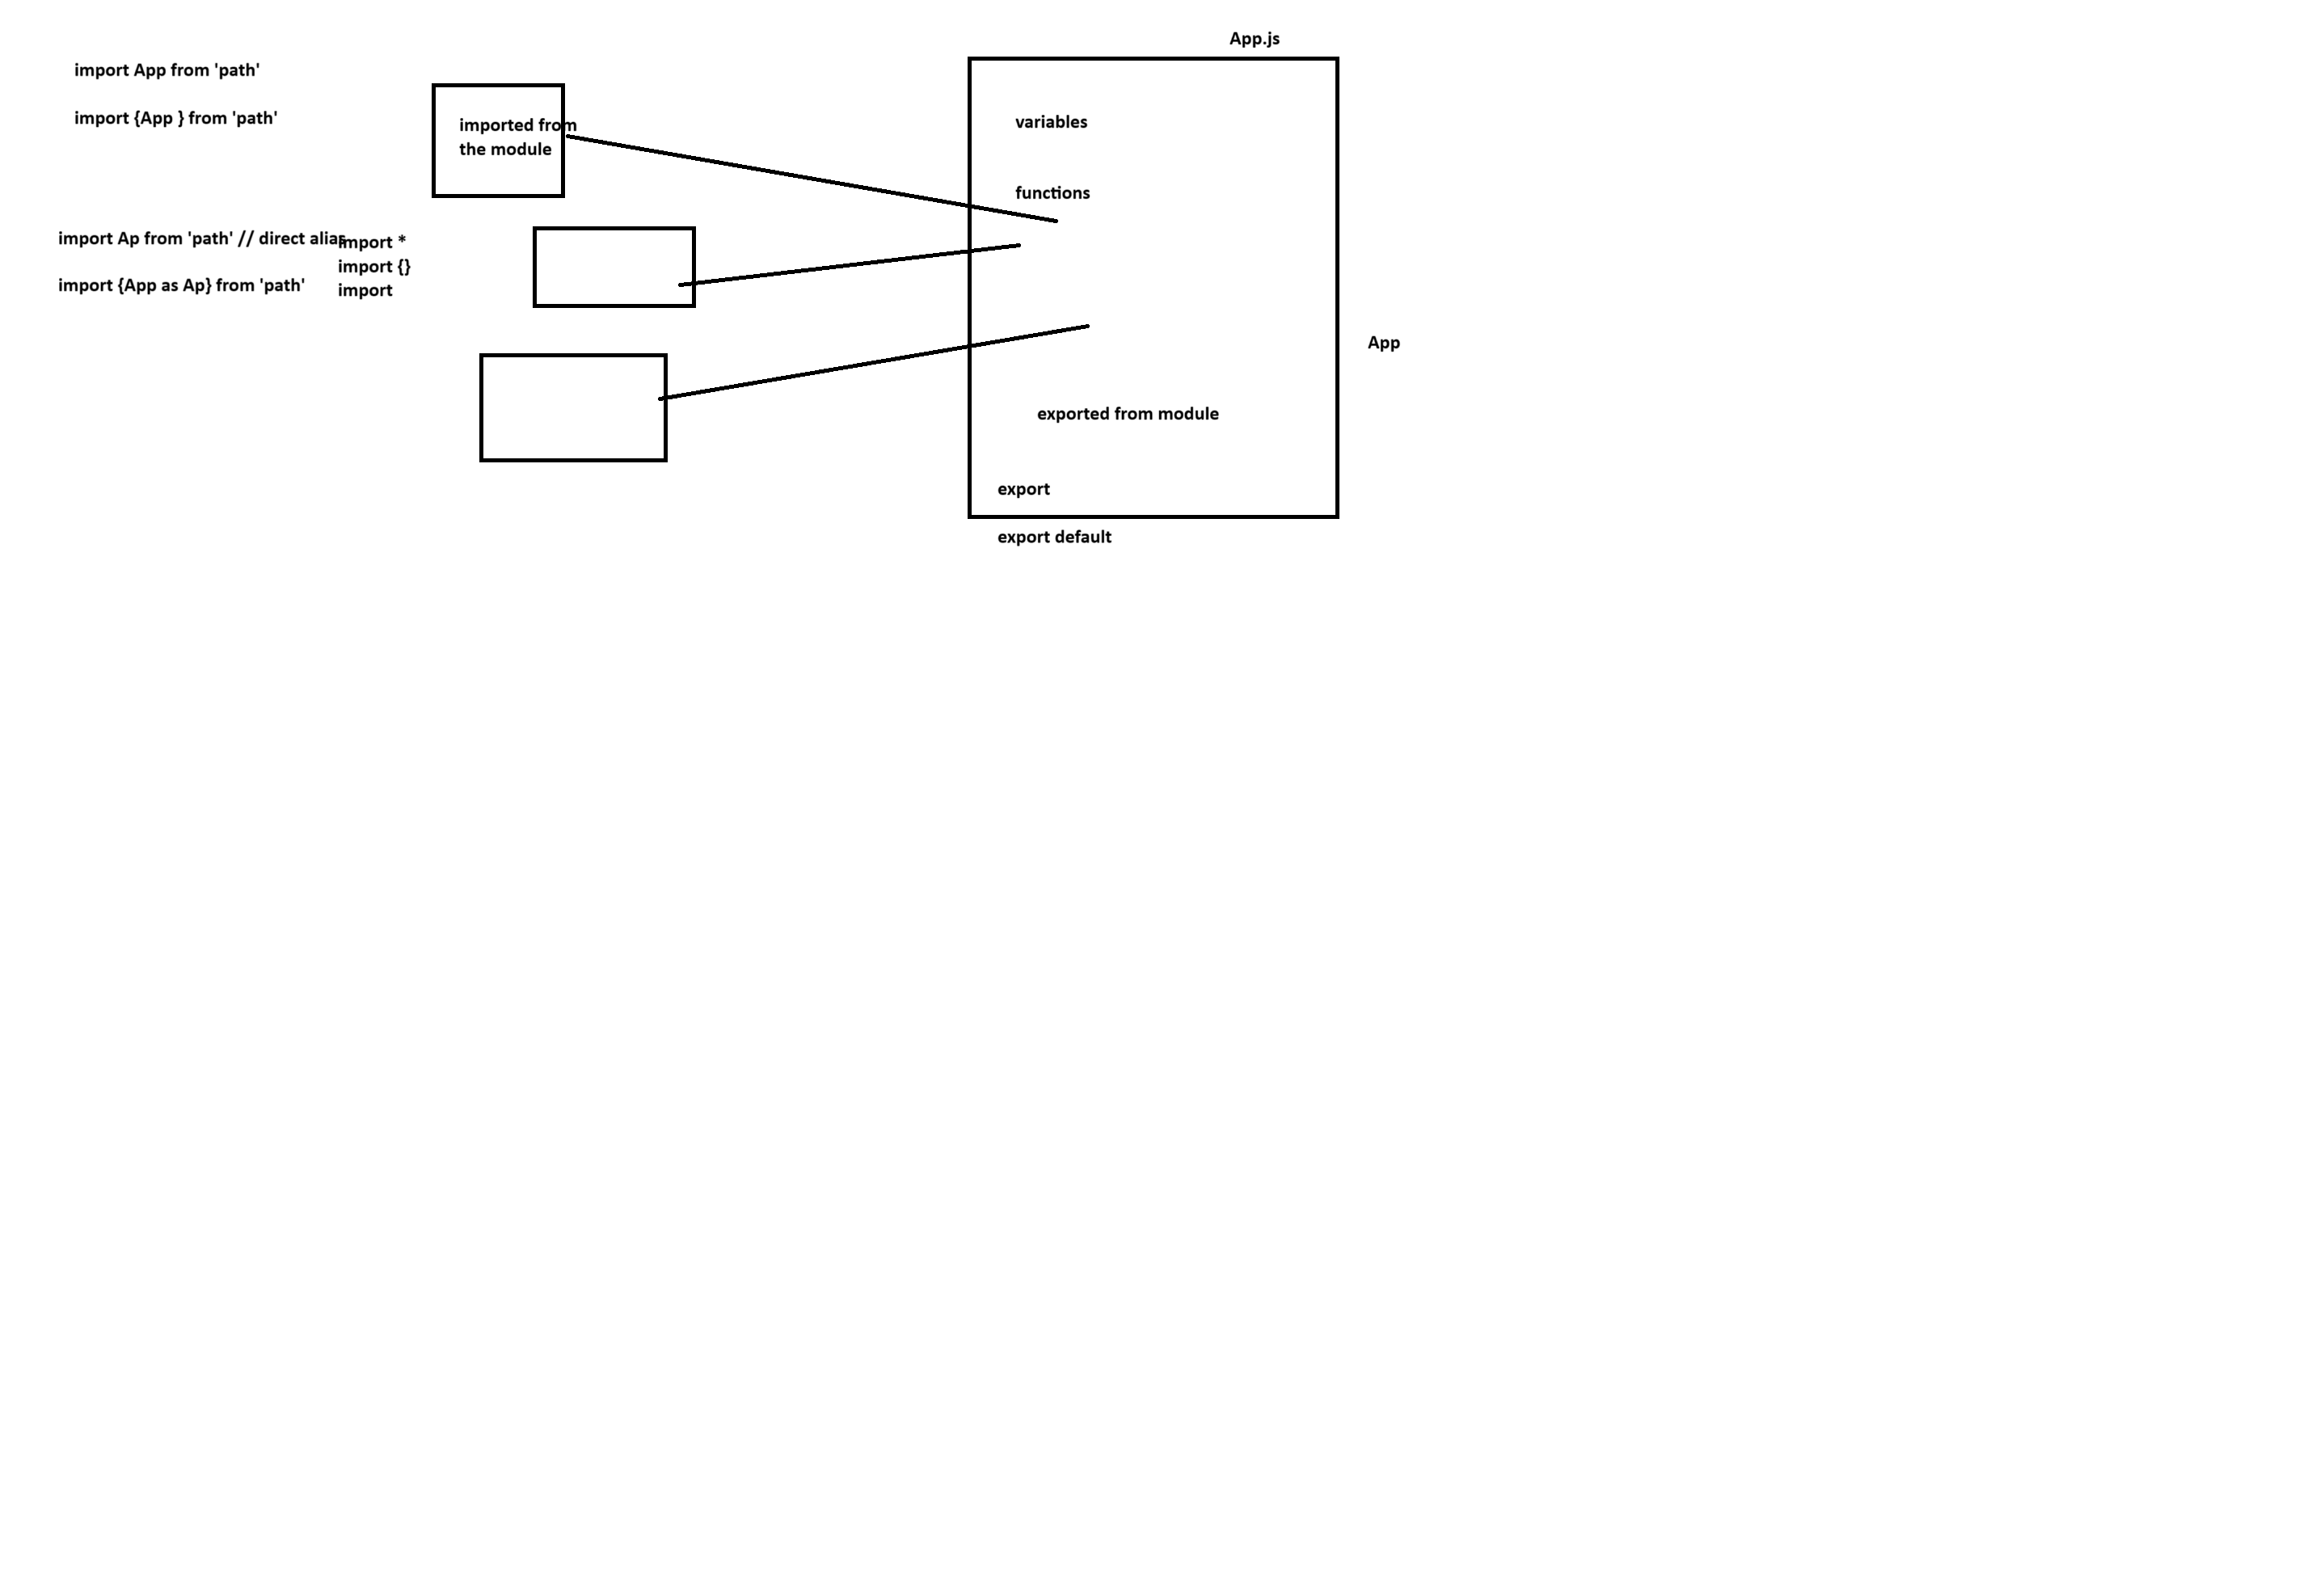 App.js
import App from 'path'
import {App } from 'path'
imported from
the module
variables
functions
import Ap from 'path' // direct alias
import {App as Ap} from 'path'
import *
import {}
import
App
exported from module
export
export default